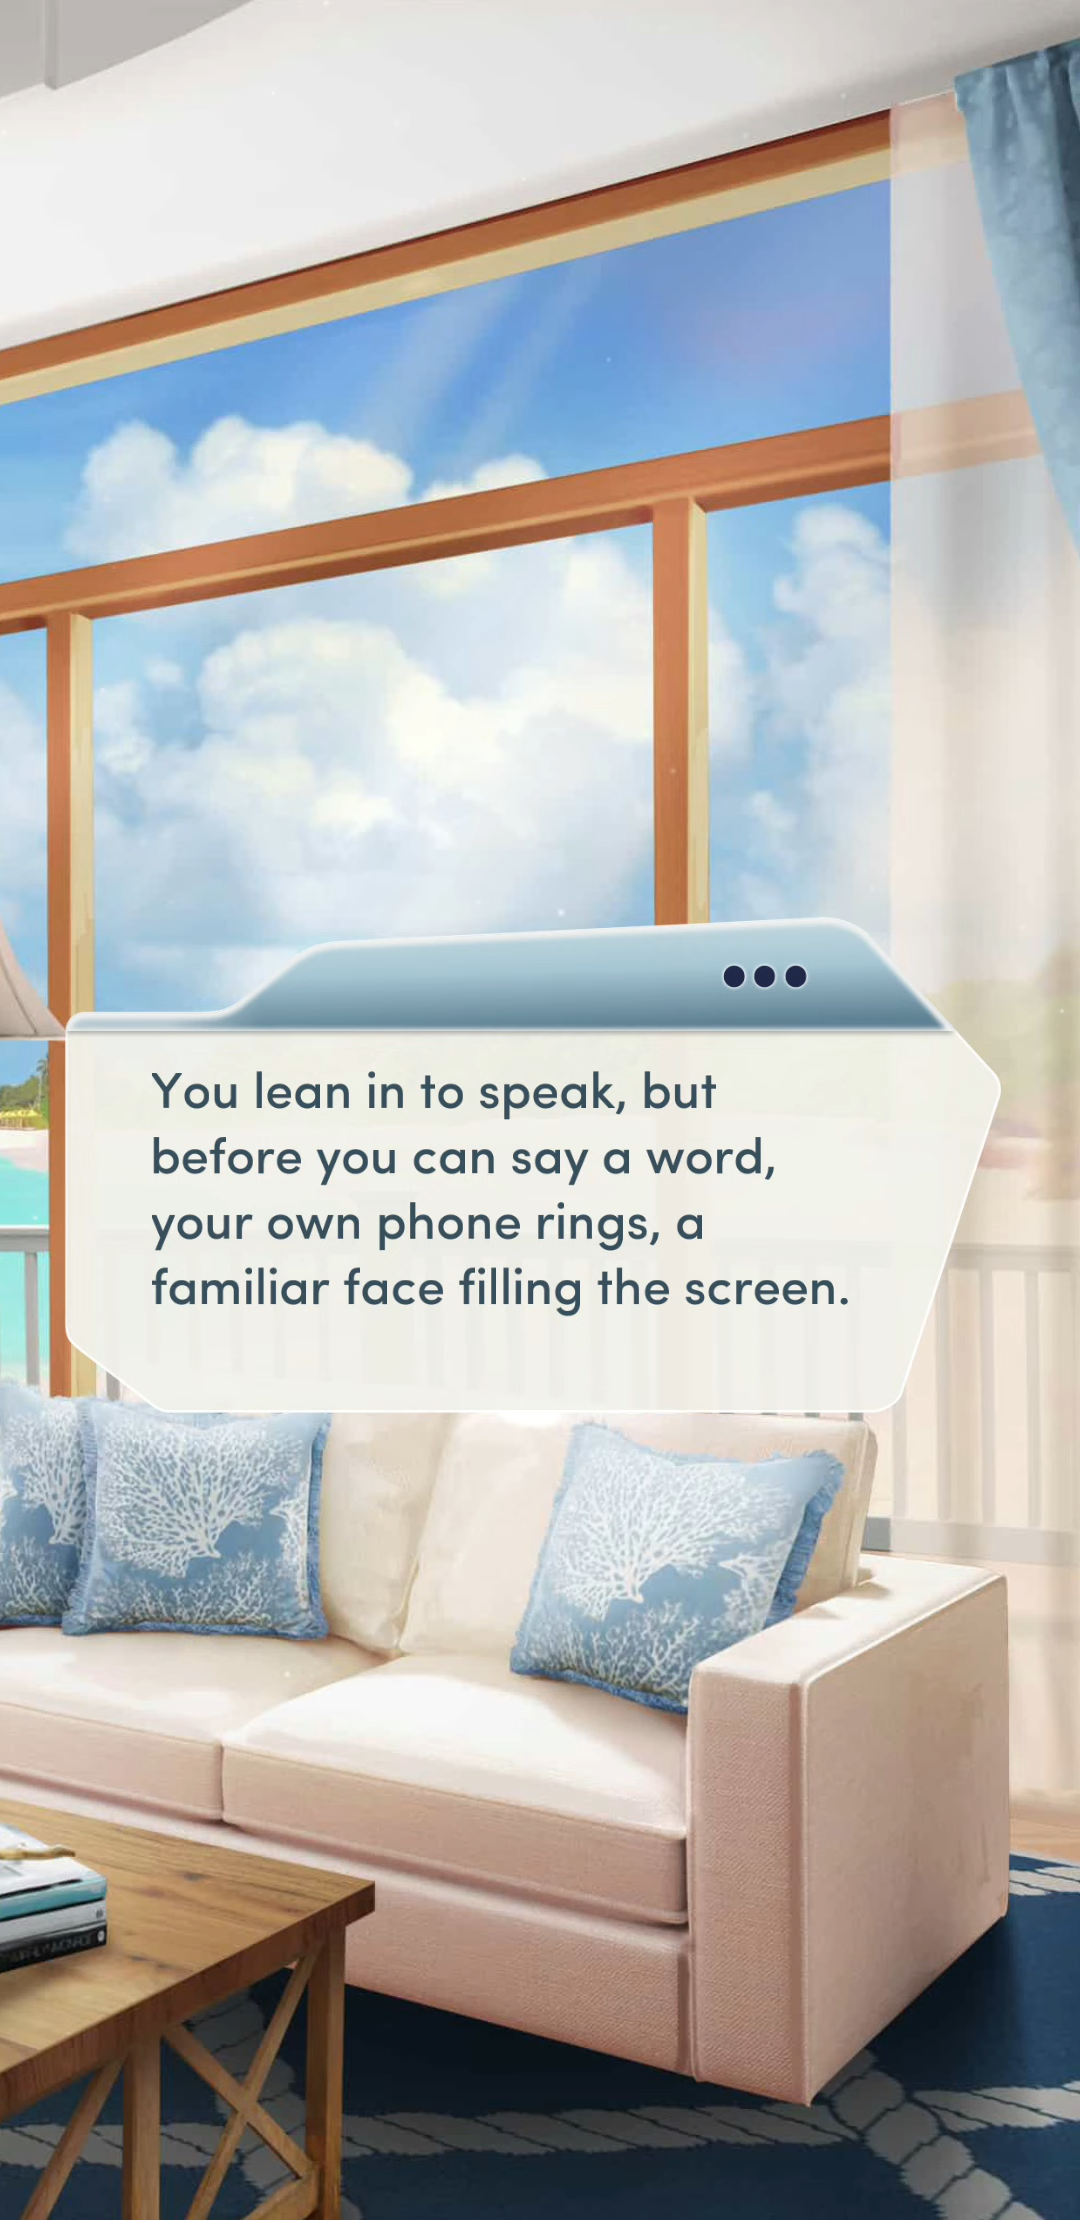 You lean in to speak, but
before you can say a word,
your own phone rings, a
familiar face filling the screen.